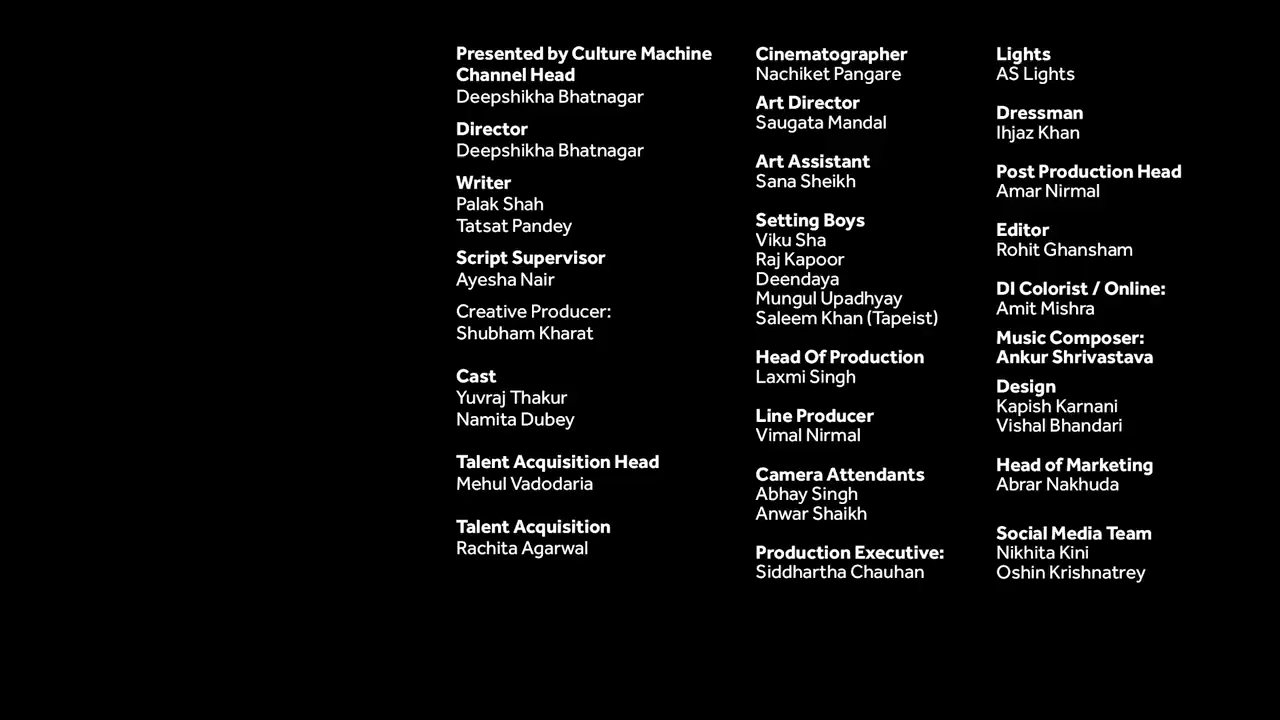 Presented by Culture Machine
Channel Head
Deepshikha Bhatnagar
Director
Deepshikha Bhatnagar
Writer
Palak Shah
Tatsat Pandey
Script Supervisor
Ayesha Nair
Creative Producer:
Shubham Kharat
Cast
Yuvraj Thakur
Namita Dubey
Talent Acquisition Head
Mehul Vadodaria
Talent Acquisition
Rachita Agarwal
Cinematographer
Nachiket Pangare
Art Director
Saugata Mandal
Art Assistant
Sana Sheikh
Setting Boys
Viku Sha
Raj Kapoor
Deendaya
Mungul Upadhyay
Saleem Khan (Tapeist)
Head Of Production
Laxmi Singh
Line Producer
Vimal Nirmal
Camera Attendants
Abhay Singh
Anwar Shaikh
Production Executive:
Siddhartha Chauhan
Lights
AS Lights
Dressman
Ihjaz Khan
Post Production Head
Amar Nirmal
Editor
Rohit Ghansham
DI Colorist / Online:
Amit Mishra
Music Composer:
Ankur Shrivastava
Design
Kapish Karnani
Vishal Bhandari
Head of Marketing
Abrar Nakhuda
Social Media Team
Nikhita Kini
Oshin Krishnatrey